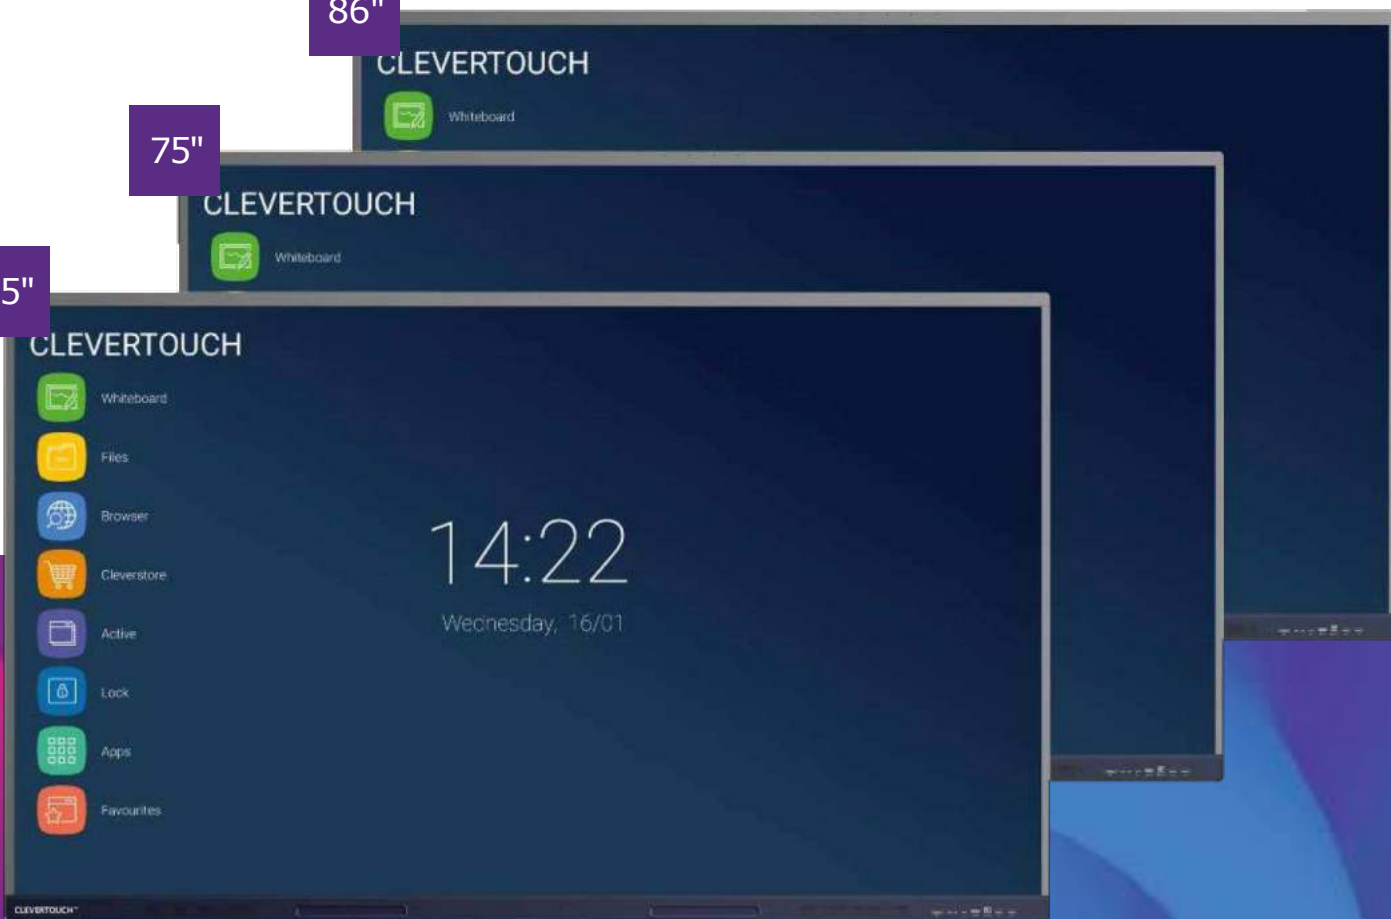 86"
CLEVERTOUCH
Whiteboard
75"
CLEVERTOUCH
Whiteboard
5"
CLEVERTOUCH
Whiteboard
Files
Browser
Cleverstore
Active
Lock
Apps
Favourites
14:22
Wednesday, 16/01
CLEVERTOUCH™